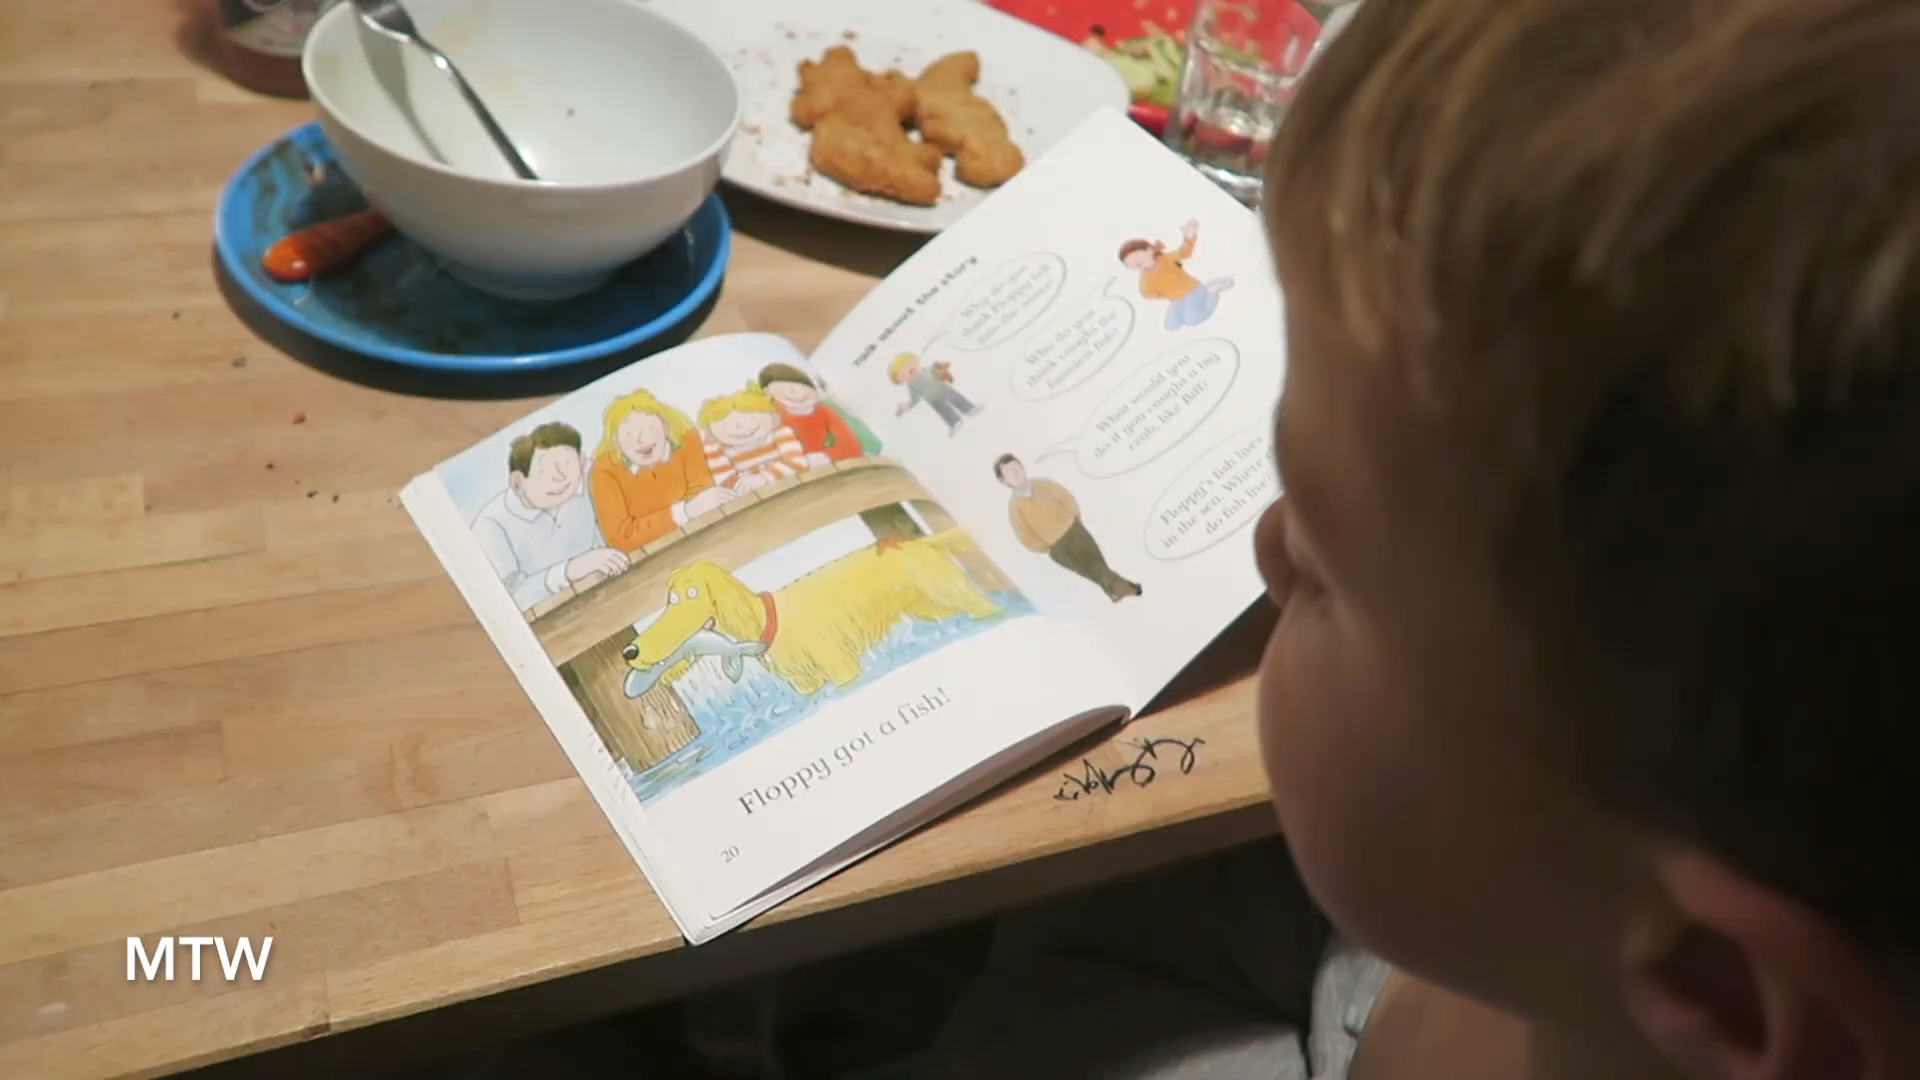 Floppy got a fish!
20
Talk about the story
Why do you
think Floppy fell
into the water?
Who do you
think caught the
funniest fish?
What would you
do if you caught a big
crab, like Biff?
Floppy's fish lives
in the sea. Where
do fish live?
MTW